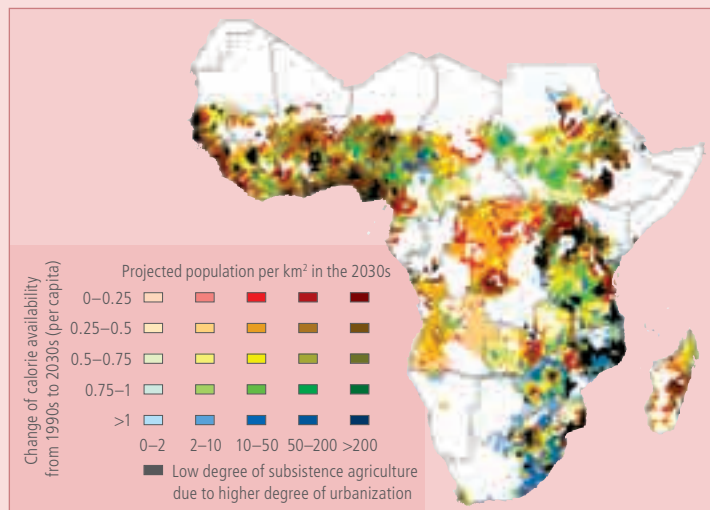 Projected population per km² in the 2030s
Change of calorie availability
from 1990s to 2030s (per capita)
0–0.25
0.25–0.5
0.5–0.75
0.75–1
>1
0–2 2–10 10–50 50–200 >200
Low degree of subsistence agriculture
due to higher degree of urbanization